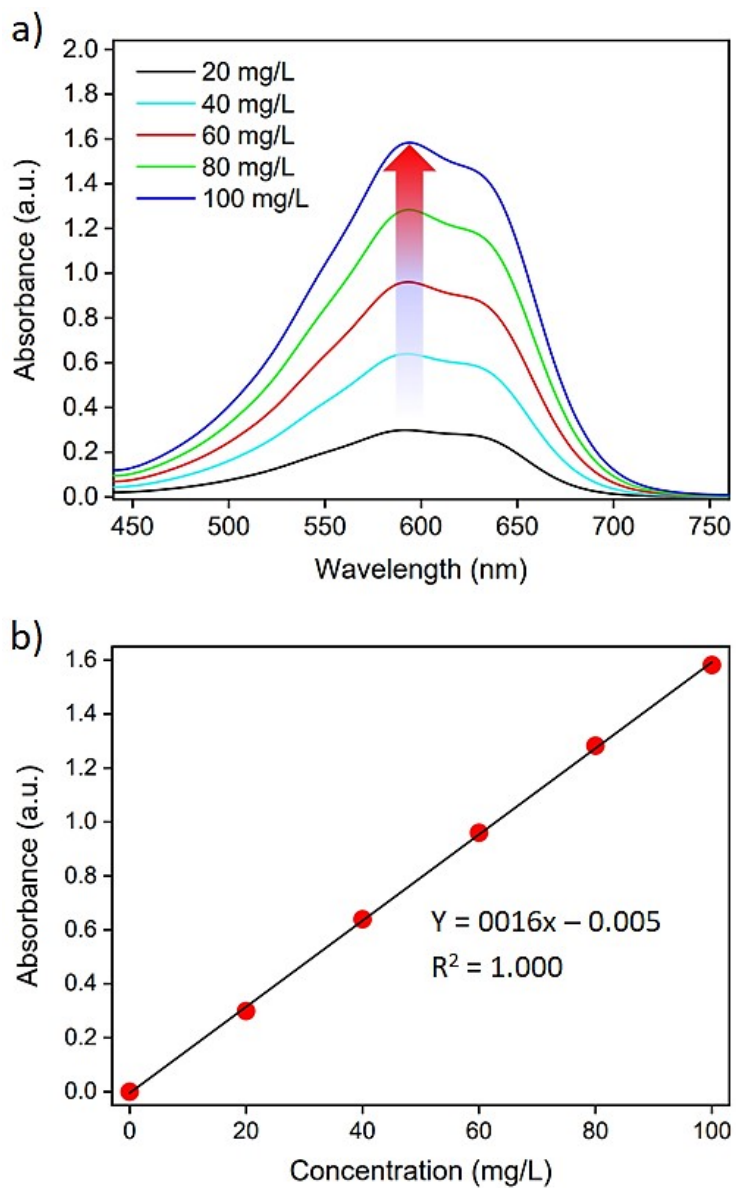 a)
2.0
1.8
1.6
1.4
1.2
1.0
0.8
0.6
0.4
0.2
0.0
Absorbance (a.u.)
20 mg/L
40 mg/L
60 mg/L
80 mg/L
100 mg/L
450 500 550 600 650 700 750
Wavelength (nm)
b)
1.6
1.4
1.2
1.0
0.8
0.6
0.4
0.2
0.0
Absorbance (a.u.)
Y = 0016x – 0.005
R² = 1.000
0 20 40 60 80 100
Concentration (mg/L)